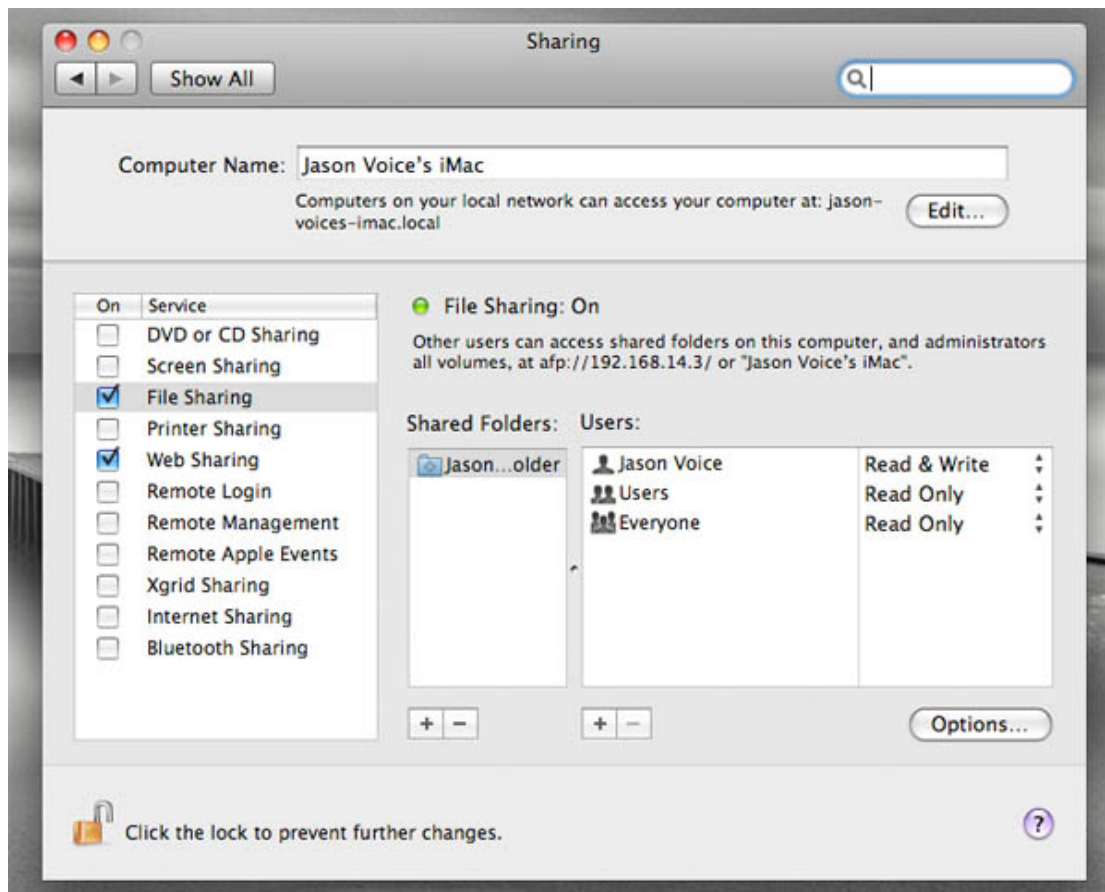 Sharing
Show All
Computer Name: Jason Voice's iMac
Computers on your local network can access your computer at: jason-
voices-imac.local
Edit...
On Service
DVD or CD Sharing
Screen Sharing
File Sharing
Printer Sharing
Web Sharing
Remote Login
Remote Management
Remote Apple Events
Xgrid Sharing
Internet Sharing
Bluetooth Sharing
File Sharing: On
Other users can access shared folders on this computer, and administrators
all volumes, at afp://192.168.14.3/ or "Jason Voice's iMac".
Shared Folders: Users:
Jason...older
Jason Voice Read & Write
Users Read Only
Everyone Read Only
+ − + −
Options...
Click the lock to prevent further changes.
?